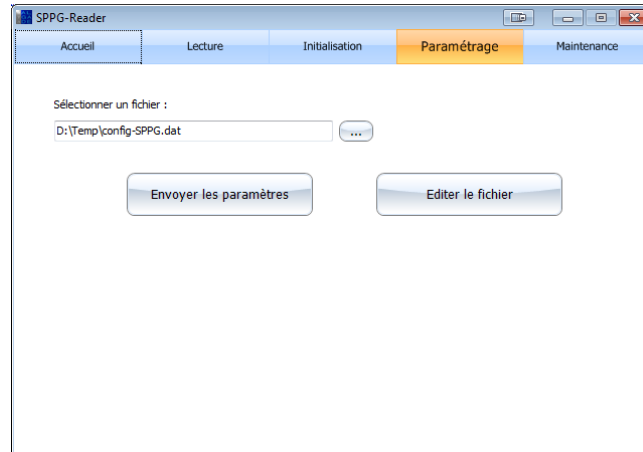 SPPG-Reader
Accueil Lecture Initialisation Paramétrage Maintenance
Sélectionner un fichier :
D:\Temp\config-SPPG.dat ...
Envoyer les paramètres Editer le fichier